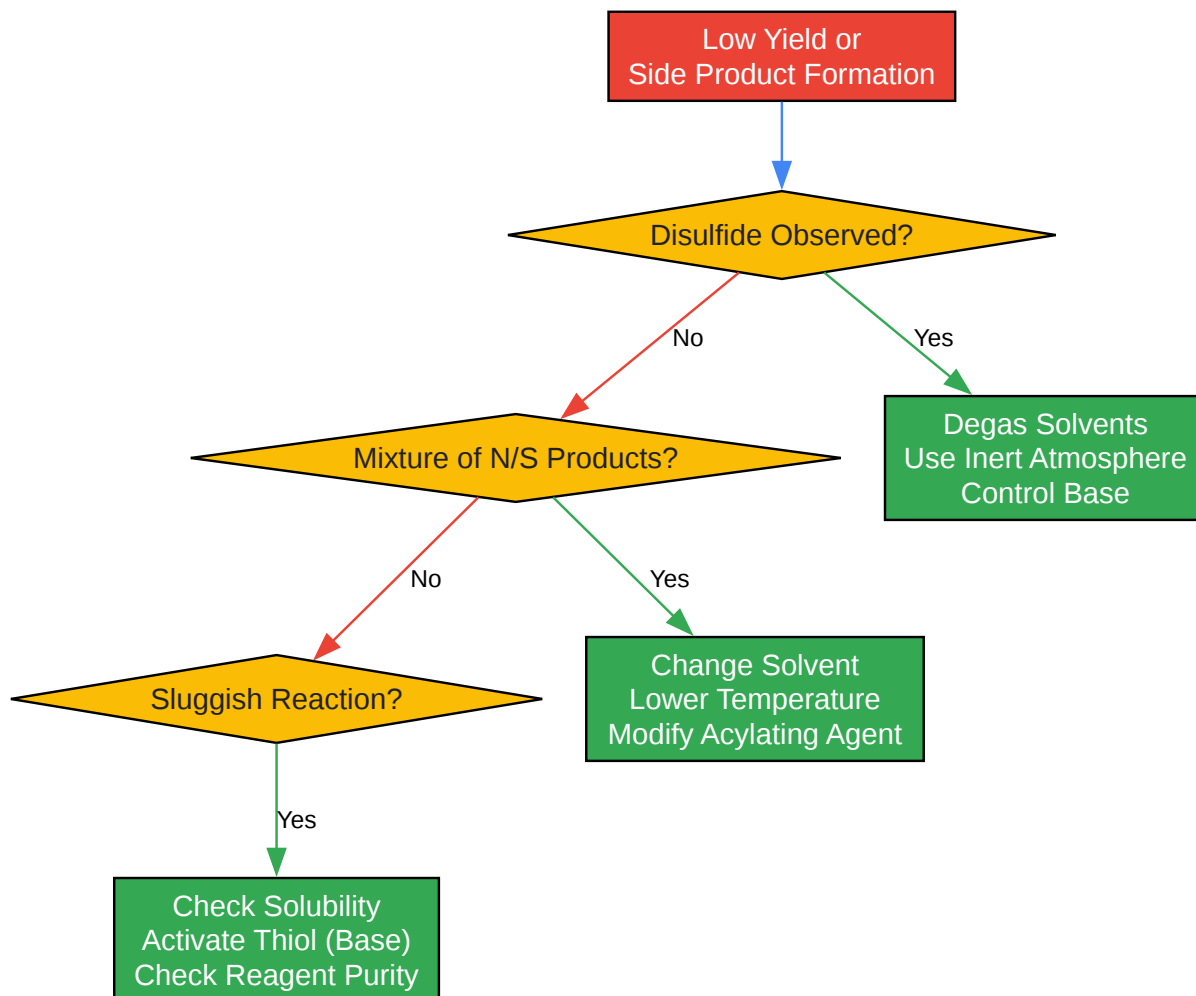 Low Yield or
Side Product Formation
Disulfide Observed?
No
Yes
Degas Solvents
Use Inert Atmosphere
Control Base
Mixture of N/S Products?
No
Yes
Change Solvent
Lower Temperature
Modify Acylating Agent
Sluggish Reaction?
Yes
Check Solubility
Activate Thiol (Base)
Check Reagent Purity